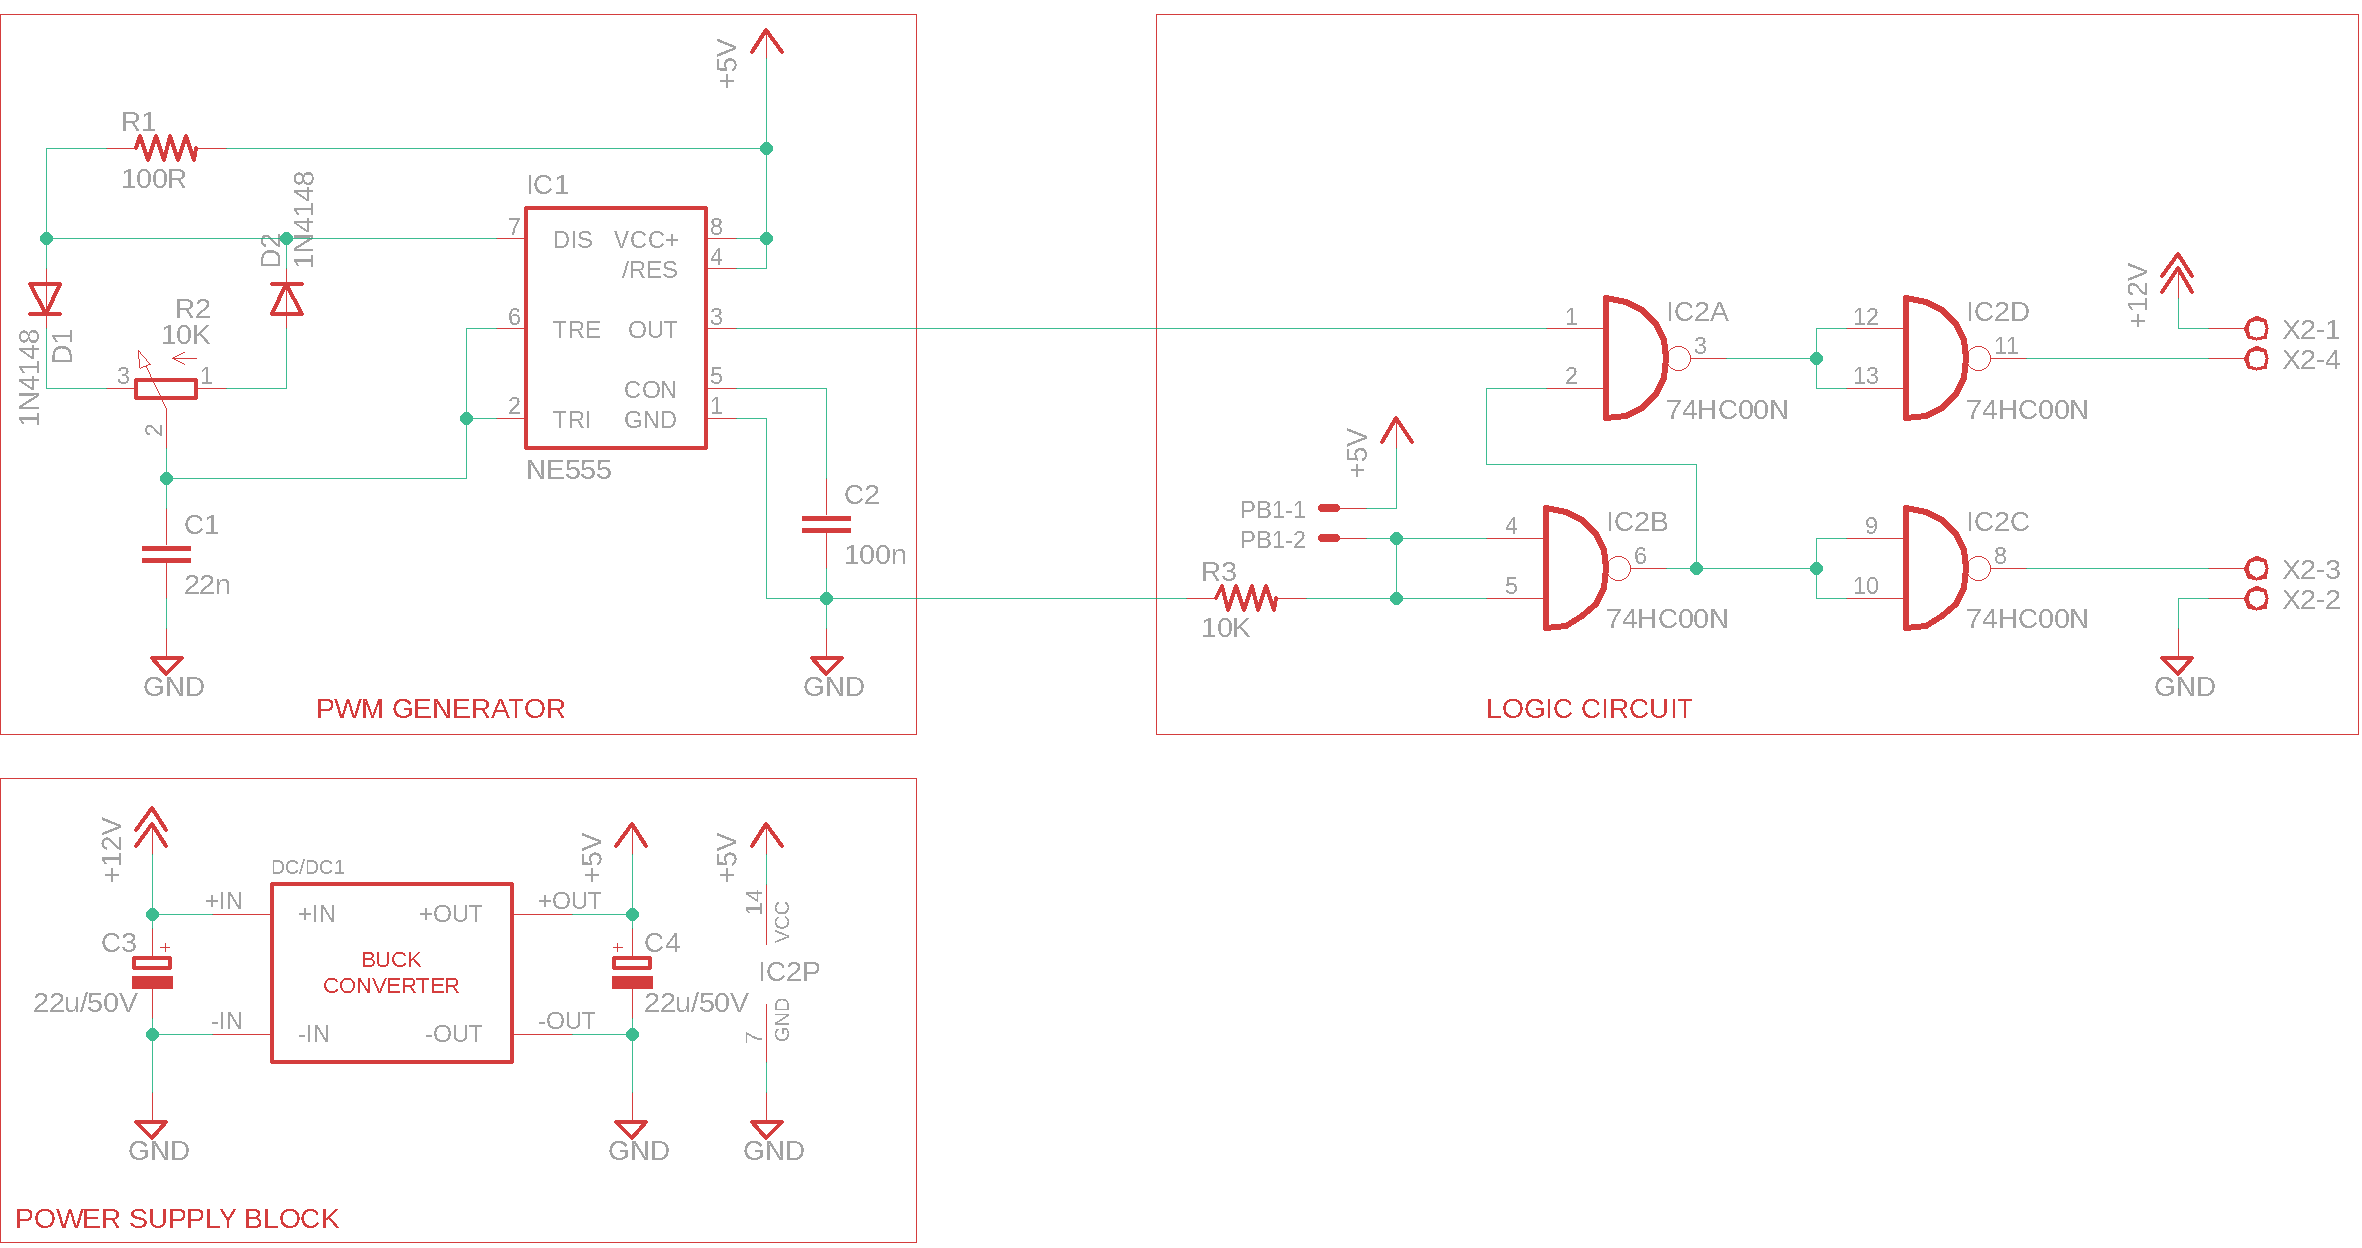 +5V
R1
100R
1N4148
D2
IC1
7
DIS
VCC+
8
/RES
4
6
TRE
OUT
3
CON
5
2
TRI
GND
1
NE555
1N4148
D1
R2
10K
3
1
2
C1
22n
GND
C2
100n
GND
PWM GENERATOR
1
2
IC2A
3
74HC00N
12
13
IC2D
11
74HC00N
+12V
X2-1
X2-4
+5V
PB1-1
PB1-2
R3
10K
4
5
IC2B
6
74HC00N
9
10
IC2C
8
74HC00N
X2-3
X2-2
GND
LOGIC CIRCUIT
+12V
DC/DC1
+IN
+IN
+OUT
+OUT
+5V
C3
+
22u/50V
BUCK
CONVERTER
-IN
-IN
-OUT
-OUT
+
C4
22u/50V
+5V
14
VCC
IC2P
GND
7
GND
GND
GND
POWER SUPPLY BLOCK